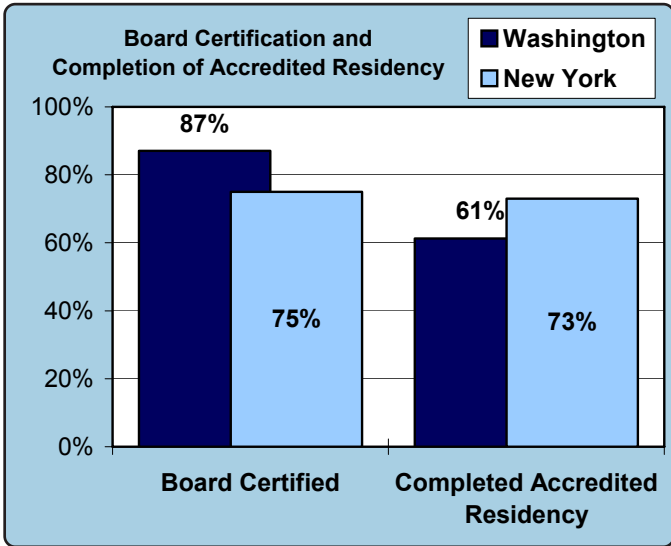 Board Certification and
Completion of Accredited Residency
Washington
New York
100%
80%
60%
40%
20%
0%
87%
75%
61%
73%
Board Certified
Completed Accredited
Residency